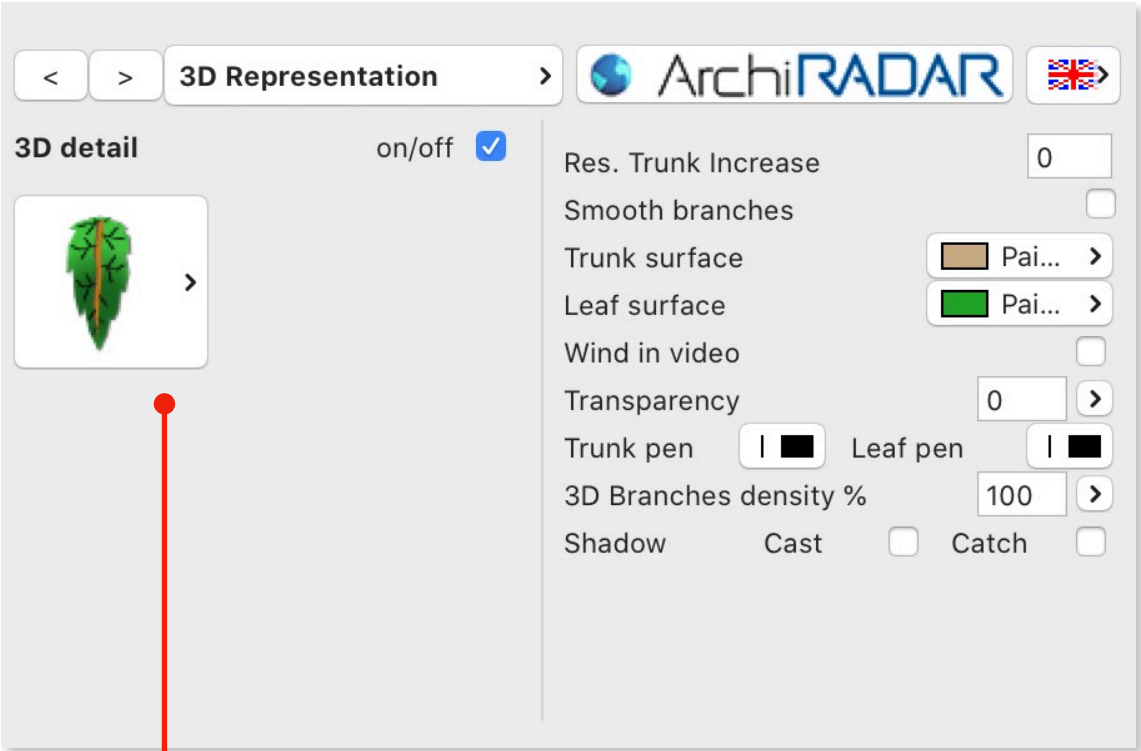 < > 3D Representation > ArchiRADAR >
3D detail on/off
>
Res. Trunk Increase 0
Smooth branches
Trunk surface Pai... >
Leaf surface Pai... >
Wind in video
Transparency 0 >
Trunk pen Leaf pen
3D Branches density % 100 >
Shadow Cast Catch